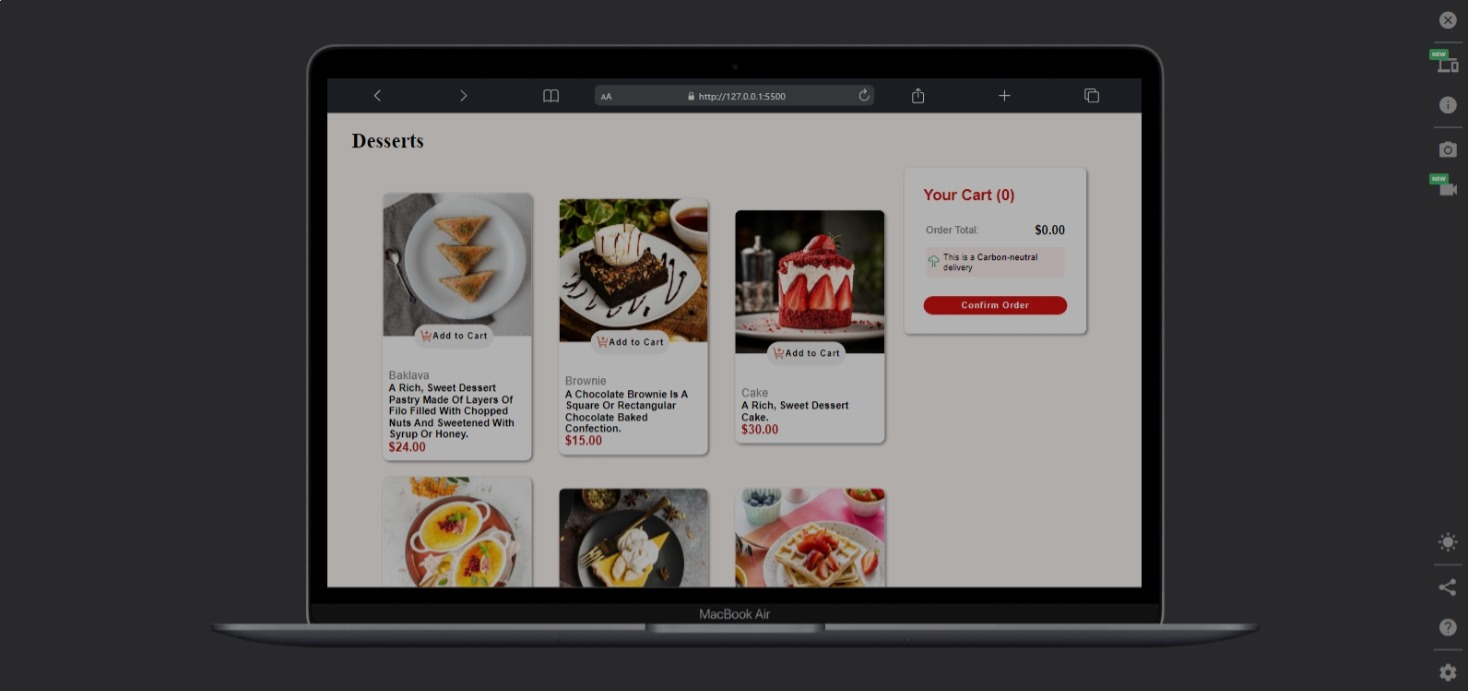 NEW
AA
http://127.0.0.1:5500
Desserts
Your Cart (0)
Order Total:
$0.00
This is a Carbon-neutral
delivery
Confirm Order
Add to Cart
Baklava
A Rich, Sweet Dessert
Pastry Made Of Layers Of
Filo Filled With Chopped
Nuts And Sweetened With
Syrup Or Honey.
$24.00
Add to Cart
Brownie
A Chocolate Brownie Is A
Square Or Rectangular
Chocolate Baked
Confection.
$15.00
Add to Cart
Cake
A Rich, Sweet Dessert
Cake.
$30.00
MacBook Air
NEW